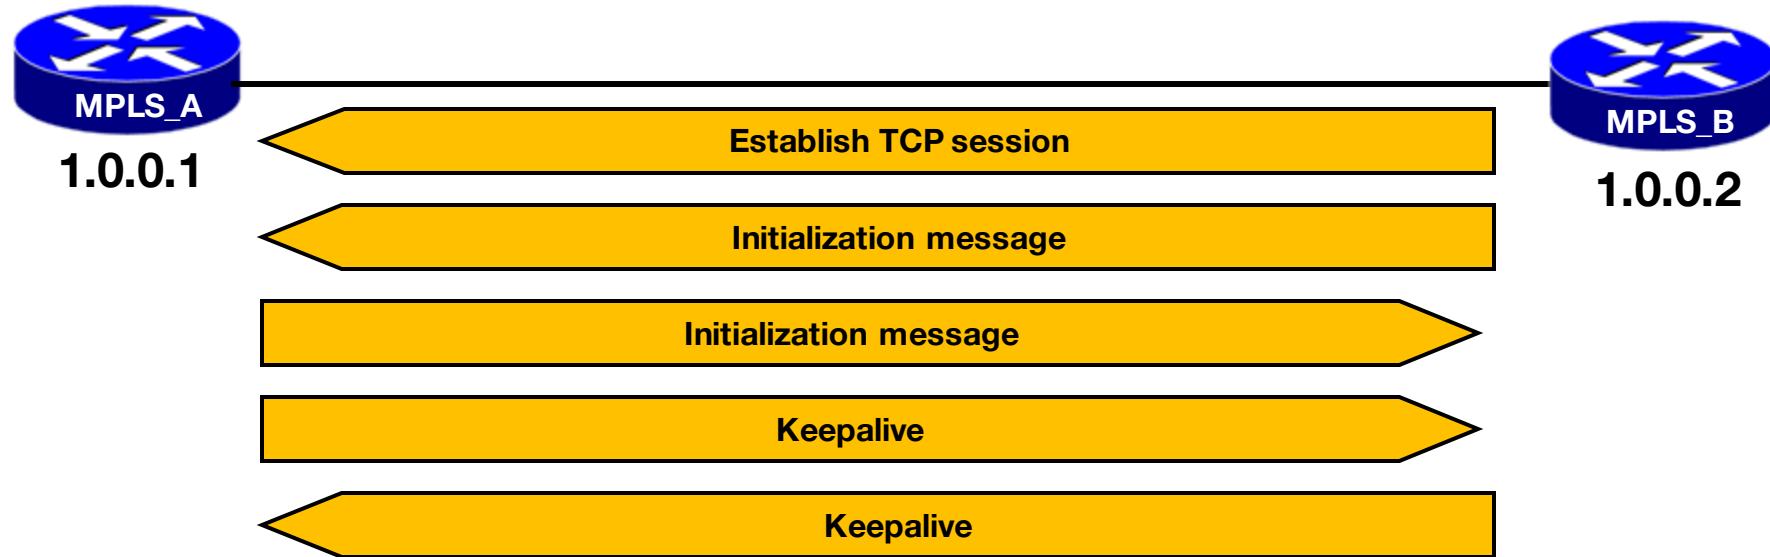 MPLS_A
1.0.0.1
MPLS_B
1.0.0.2
Establish TCP session
Initialization message
Initialization message
Keepalive
Keepalive